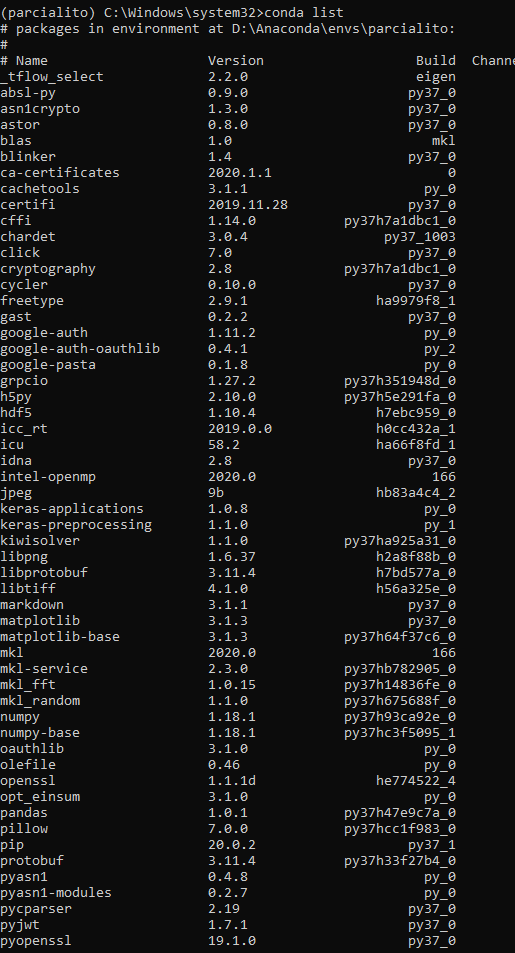 (parcialito) C:\Windows\system32>conda list
# packages in environment at D:\Anaconda\envs\parcialito:
#
# Name Version Build Channe
_tflow_select 2.2.0 eigen
absl-py 0.9.0 py37_0
asn1crypto 1.3.0 py37_0
astor 0.8.0 py37_0
blas 1.0 mkl
blinker 1.4 py37_0
ca-certificates 2020.1.1 0
cachetools 3.1.1 py_0
certifi 2019.11.28 py37_0
cffi 1.14.0 py37h7a1dbc1_0
chardet 3.0.4 py37_1003
click 7.0 py37_0
cryptography 2.8 py37h7a1dbc1_0
cycler 0.10.0 py37_0
freetype 2.9.1 ha9979f8_1
gast 0.2.2 py37_0
google-auth 1.11.2 py_0
google-auth-oauthlib 0.4.1 py_2
google-pasta 0.1.8 py_0
grpcio 1.27.2 py37h351948d_0
h5py 2.10.0 py37h5e291fa_0
hdf5 1.10.4 h7ebc959_0
icc_rt 2019.0.0 h0cc432a_1
icu 58.2 ha66f8fd_1
idna 2.8 py37_0
intel-openmp 2020.0 166
jpeg 9b hb83a4c4_2
keras-applications 1.0.8 py_0
keras-preprocessing 1.1.0 py_1
kiwisolver 1.1.0 py37ha925a31_0
libpng 1.6.37 h2a8f88b_0
libprotobuf 3.11.4 h7bd577a_0
libtiff 4.1.0 h56a325e_0
markdown 3.1.1 py37_0
matplotlib 3.1.3 py37_0
matplotlib-base 3.1.3 py37h64f37c6_0
mkl 2020.0 166
mkl-service 2.3.0 py37hb782905_0
mkl_fft 1.0.15 py37h14836fe_0
mkl_random 1.1.0 py37h675688f_0
numpy 1.18.1 py37h93ca92e_0
numpy-base 1.18.1 py37hc3f5095_1
oauthlib 3.1.0 py_0
olefile 0.46 py_0
openssl 1.1.1d he774522_4
opt_einsum 3.1.0 py_0
pandas 1.0.1 py37h47e9c7a_0
pillow 7.0.0 py37hcc1f983_0
pip 20.0.2 py37_1
protobuf 3.11.4 py37h33f27b4_0
pyasn1 0.4.8 py_0
pyasn1-modules 0.2.7 py_0
pycparser 2.19 py37_0
pyjwt 1.7.1 py37_0
pyopenssl 19.1.0 py37_0